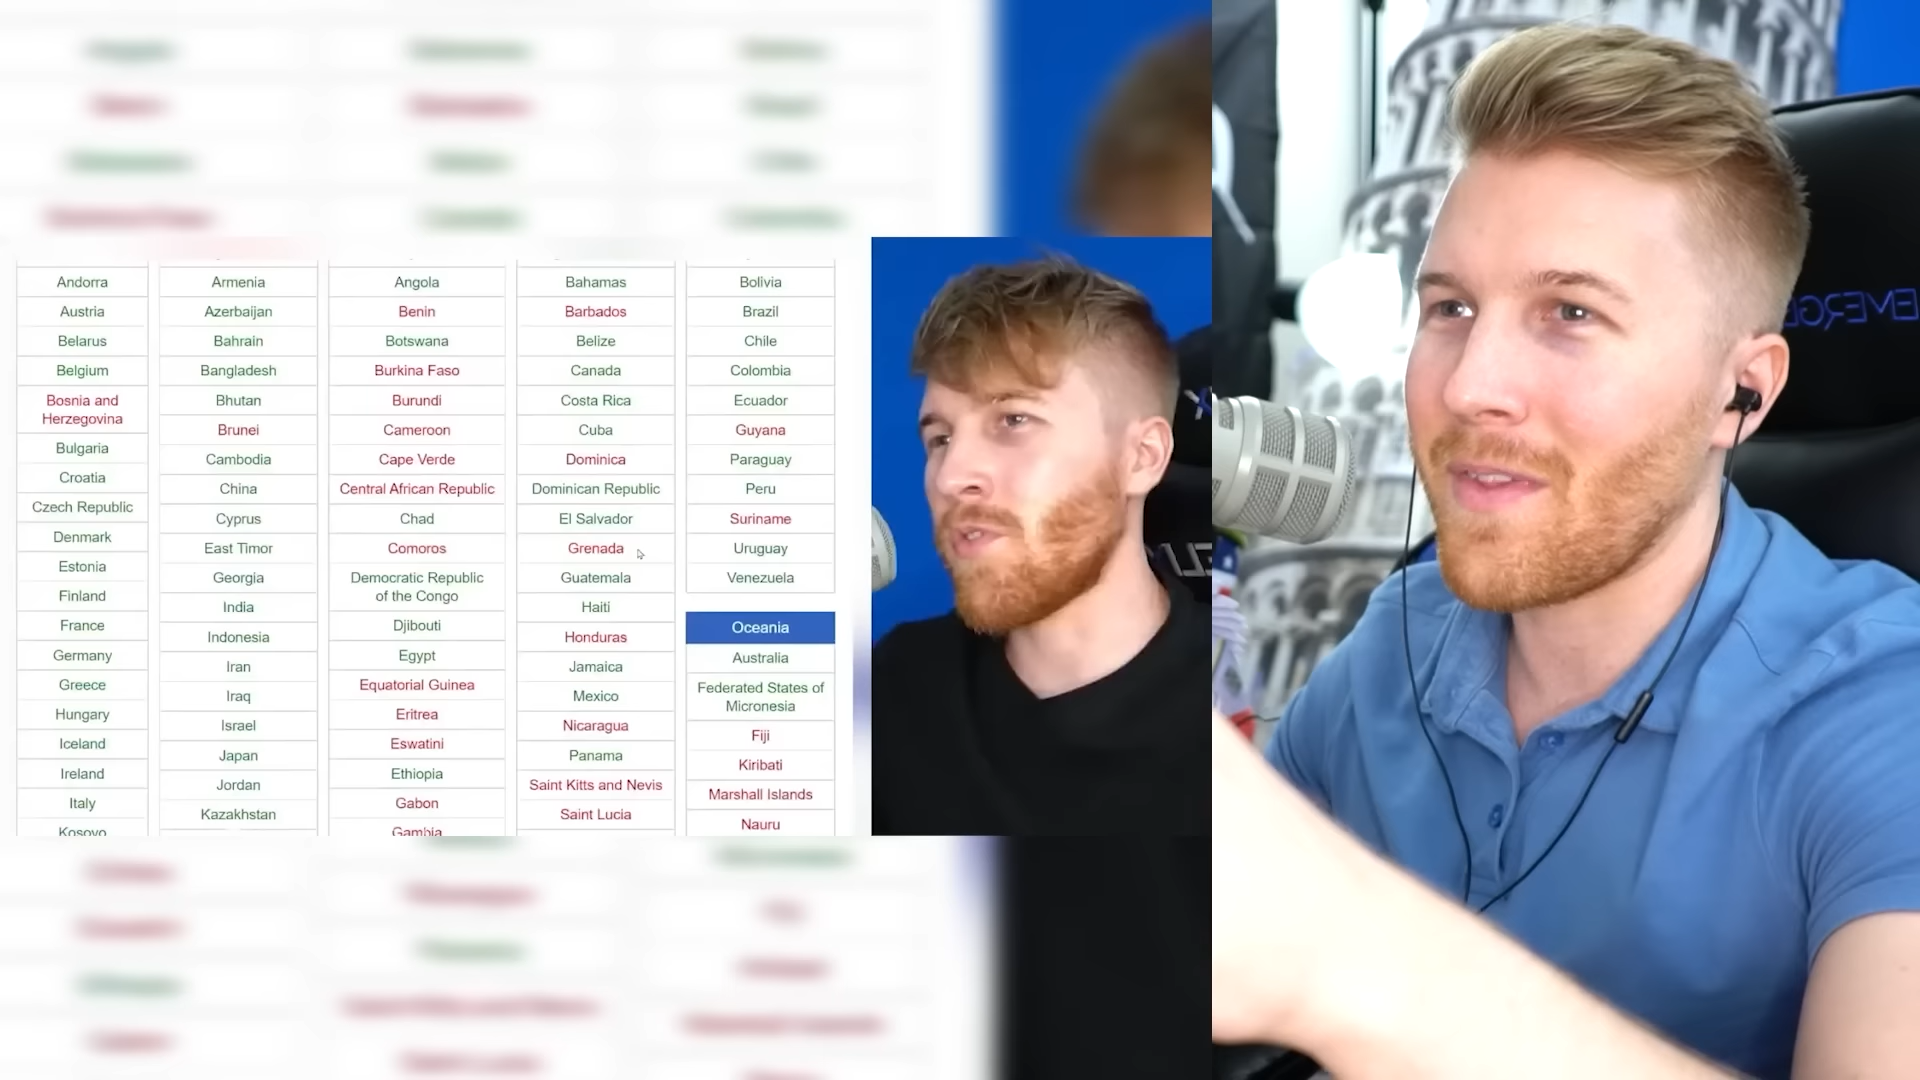 Andorra
Austria
Belarus
Belgium
Bosnia and
Herzegovina
Bulgaria
Croatia
Czech Republic
Denmark
Estonia
Finland
France
Germany
Greece
Hungary
Iceland
Ireland
Italy
Kosovo
Armenia
Azerbaijan
Bahrain
Bangladesh
Bhutan
Brunei
Cambodia
China
Cyprus
East Timor
Georgia
India
Indonesia
Iran
Iraq
Israel
Japan
Jordan
Kazakhstan
Angola
Benin
Botswana
Burkina Faso
Burundi
Cameroon
Cape Verde
Central African Republic
Chad
Comoros
Democratic Republic
of the Congo
Djibouti
Egypt
Equatorial Guinea
Eritrea
Eswatini
Ethiopia
Gabon
Gambia
Bahamas
Barbados
Belize
Canada
Costa Rica
Cuba
Dominica
Dominican Republic
El Salvador
Grenada
Guatemala
Haiti
Honduras
Jamaica
Mexico
Nicaragua
Panama
Saint Kitts and Nevis
Saint Lucia
Bolivia
Brazil
Chile
Colombia
Ecuador
Guyana
Paraguay
Peru
Suriname
Uruguay
Venezuela
Oceania
Australia
Federated States of
Micronesia
Fiji
Kiribati
Marshall Islands
Nauru